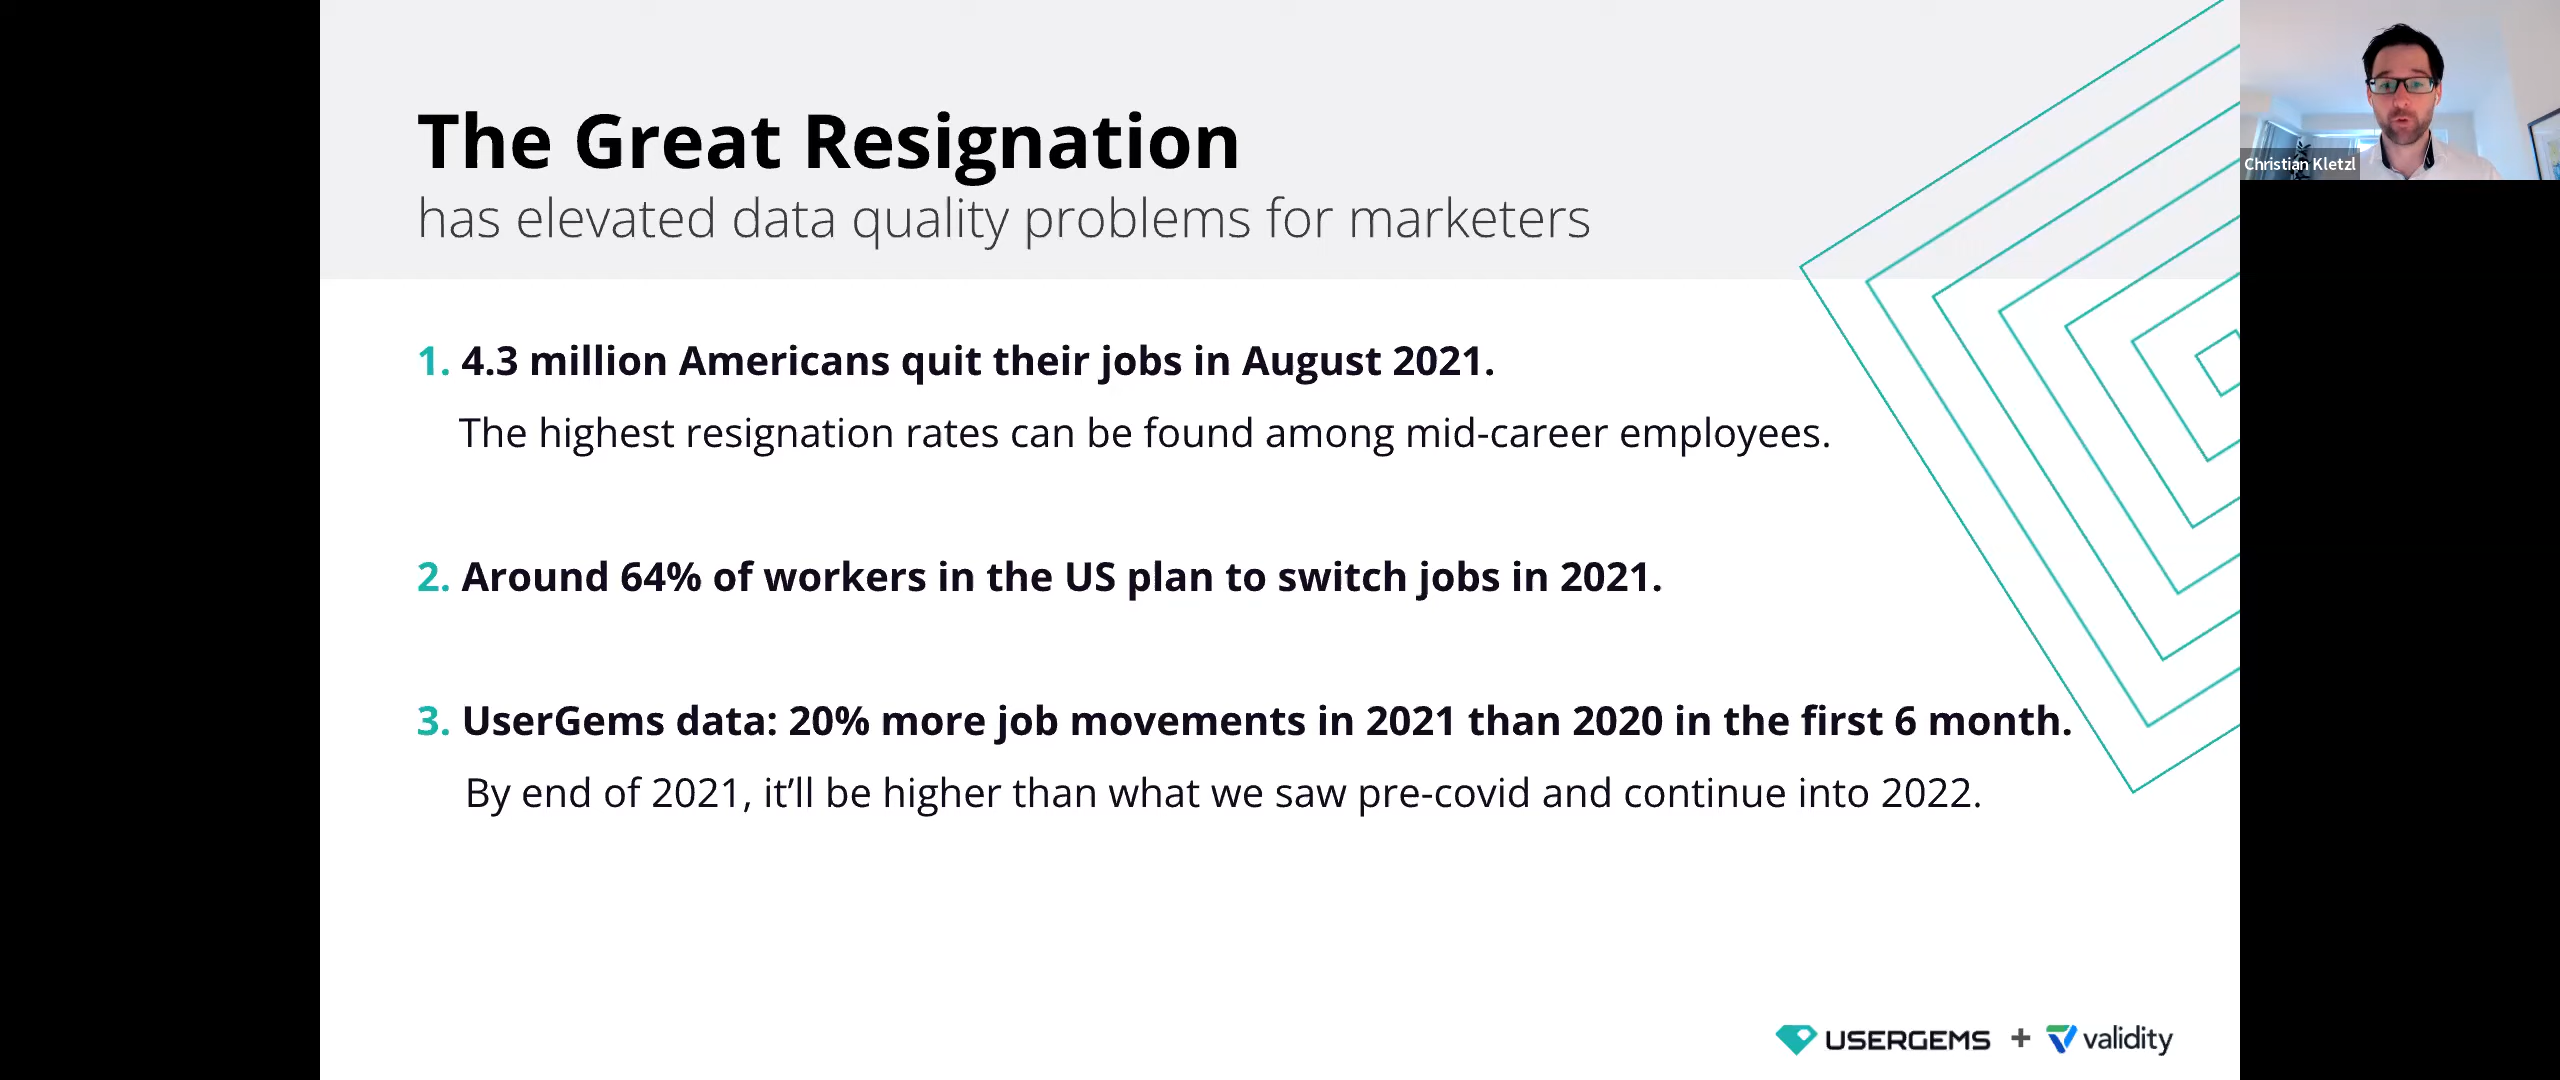 The Great Resignation
has elevated data quality problems for marketers
Christian Kletzl
1. 4.3 million Americans quit their jobs in August 2021.
The highest resignation rates can be found among mid-career employees.
2. Around 64% of workers in the US plan to switch jobs in 2021.
3. UserGems data: 20% more job movements in 2021 than 2020 in the first 6 month.
By end of 2021, it’ll be higher than what we saw pre-covid and continue into 2022.
USERGEMS + validity